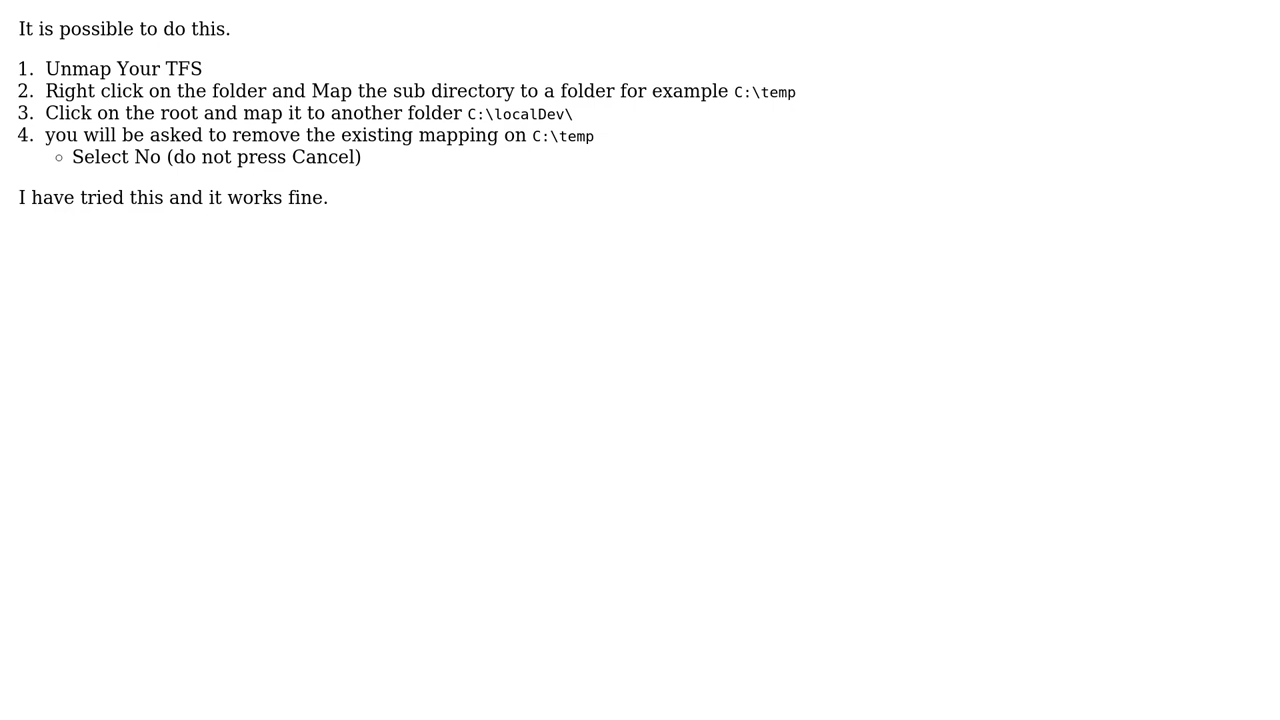 It is possible to do this.
1. Unmap Your TFS
2. Right click on the folder and Map the sub directory to a folder for example C:\temp
3. Click on the root and map it to another folder C:\localDev\
4. you will be asked to remove the existing mapping on C:\temp
◦ Select No (do not press Cancel)
I have tried this and it works fine.